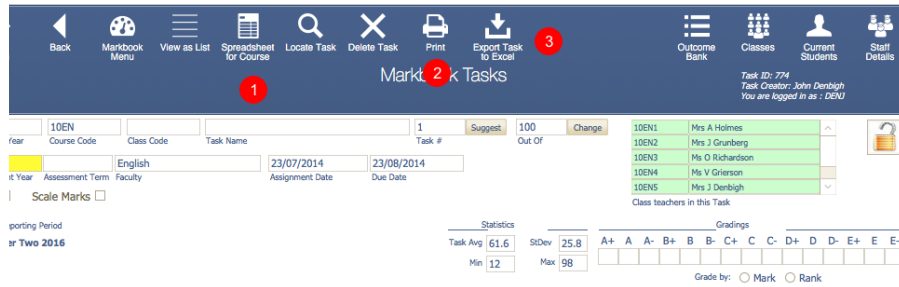 Back
Markbook Menu
View as List
Spreadsheet for Course
Locate Task
Delete Task
Print
Export Task to Excel
Outcome Bank
Classes
Current Students
Staff Details
1
2
3
Markbook Tasks
Task ID: 774
Task Creator: John Denbigh
You are logged in as : DENJ
10EN
1
Suggest
100
Change
Year
Course Code
Class Code
Task Name
Task #
Out Of
English
23/07/2014
23/08/2014
nt Year
Assessment Term
Faculty
Assignment Date
Due Date
Scale Marks
10EN1 Mrs A Holmes
10EN2 Mrs J Grunberg
10EN3 Ms O Richardson
10EN4 Ms V Grierson
10EN5 Mrs J Denbigh
Class teachers in this Task
eporting Period
er Two 2016
Statistics
Task Avg 61.6 StDev 25.8
Min 12 Max 98
Gradings
A+ A A- B+ B B- C+ C C- D+ D D- E+ E E-
Grade by: Mark Rank